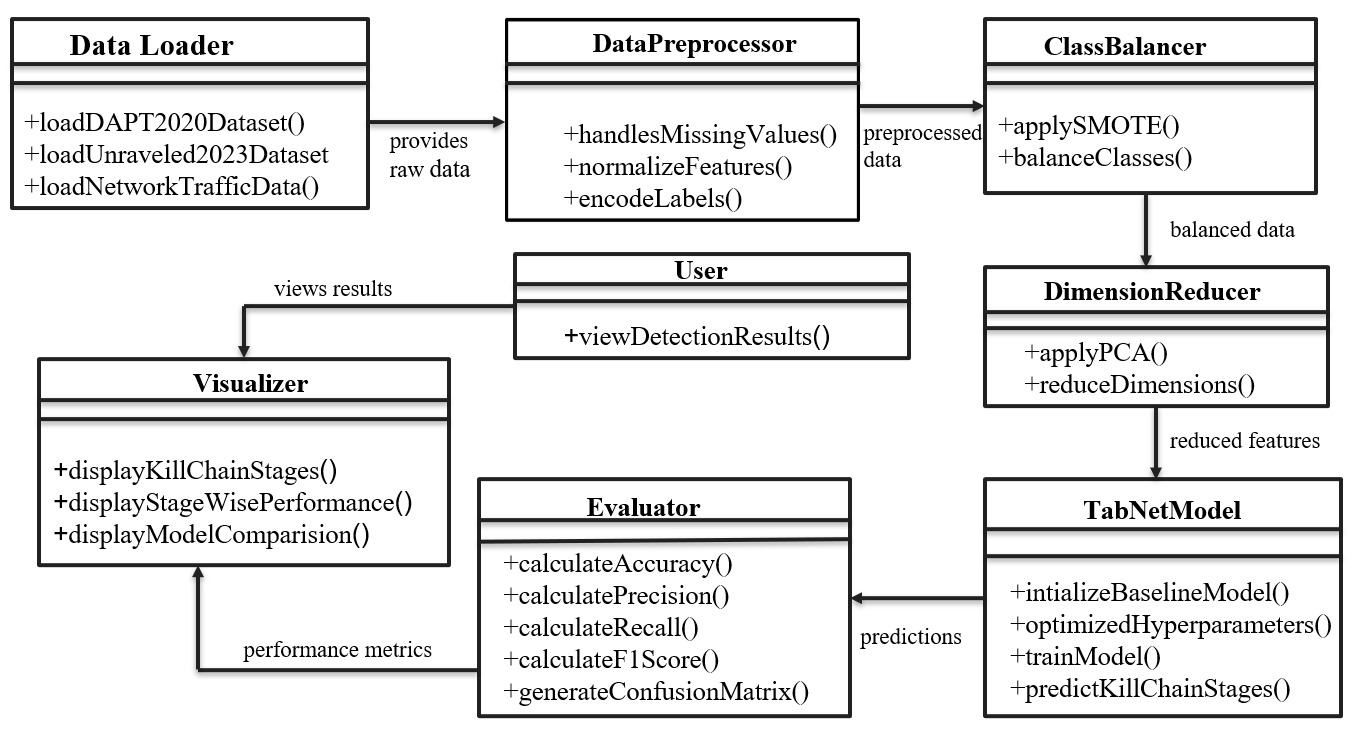 Data Loader
+loadDAPT2020Dataset()
+loadUnraveled2023Dataset
+loadNetworkTrafficData()
provides
raw data
DataPreprocessor
+handlesMissingValues()
+normalizeFeatures()
+encodeLabels()
preprocessed
data
ClassBalancer
+applySMOTE()
+balanceClasses()
balanced data
DimensionReducer
+applyPCA()
+reduceDimensions()
reduced features
TabNetModel
+intializeBaselineModel()
+optimizedHyperparameters()
+trainModel()
+predictKillChainStages()
predictions
Evaluator
+calculateAccuracy()
+calculatePrecision()
+calculateRecall()
+calculateF1Score()
+generateConfusionMatrix()
performance metrics
Visualizer
+displayKillChainStages()
+displayStageWisePerformance()
+displayModelComparision()
views results
User
+viewDetectionResults()